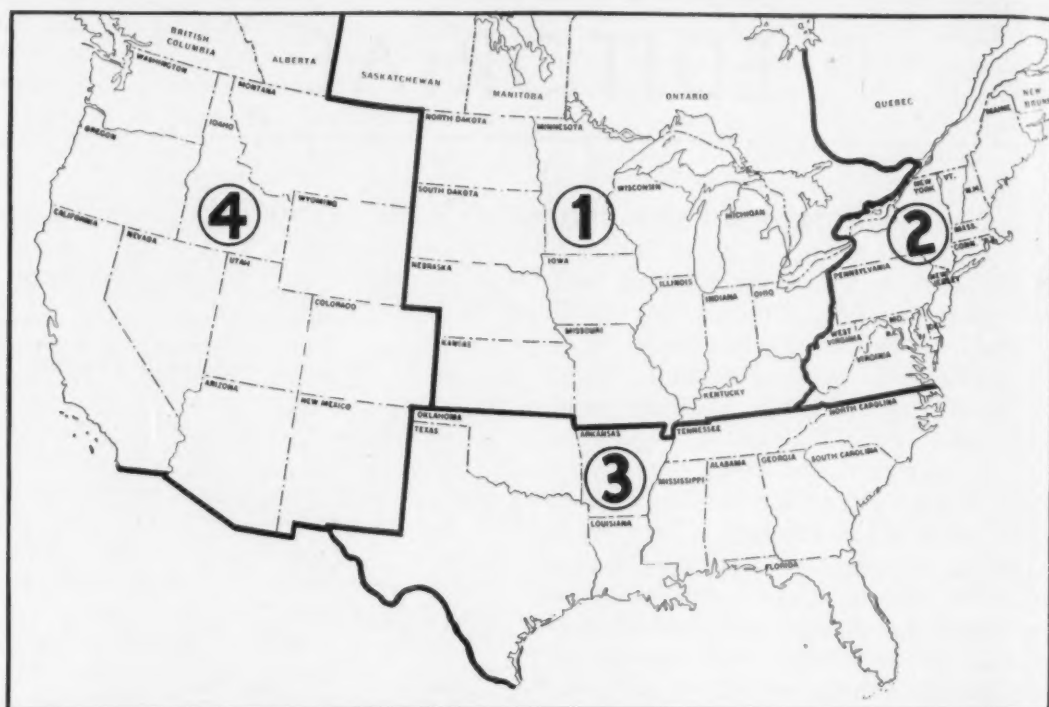 BRITISH
COLUMBIA
ALBERTA
SASKATCHEWAN
MANITOBA
ONTARIO
QUEBEC
NEW
WASHINGTON
MONTANA
NORTH DAKOTA
MINNESOTA
MAINE
OREGON
IDAHO
SOUTH DAKOTA
WISCONSIN
MICHIGAN
NEW
YORK
VT.
N.H.
MASS.
CONN.
4
1
2
WYOMING
CALIFORNIA
NEVADA
UTAH
NEBRASKA
IOWA
ILLINOIS
INDIANA
OHIO
PENNSYLVANIA
NEW
JERSEY
COLORADO
KANSAS
MISSOURI
WEST
VIRGINIA
MD.
VIRGINIA
KENTUCKY
ARIZONA
NEW MEXICO
OKLAHOMA
TEXAS
ARKANSAS
TENNESSEE
NORTH CAROLINA
3
MISSISSIPPI
ALABAMA
GEORGIA
SOUTH CAROLINA
LOUISIANA
FLORIDA